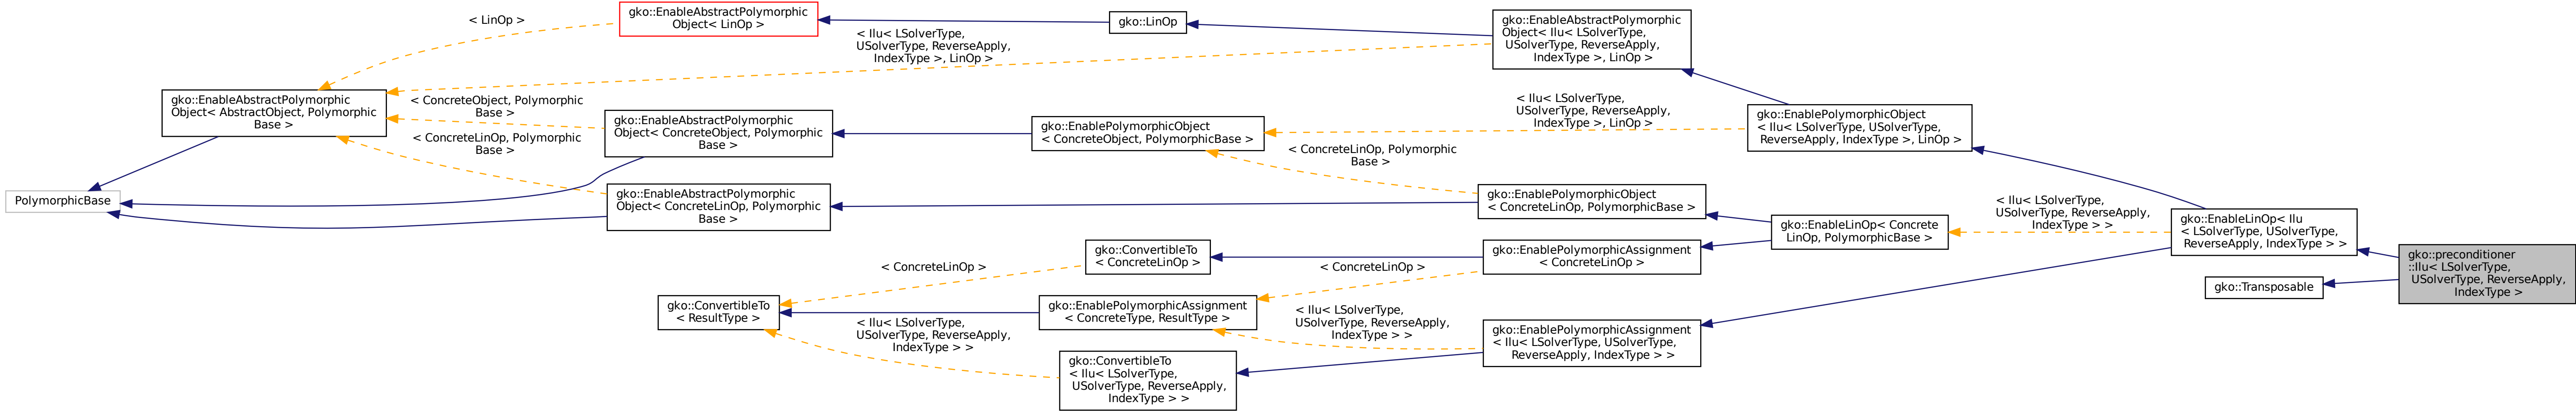 gko::EnableAbstractPolymorphic
Object< LinOp >
< LinOp >
gko::LinOp
gko::EnableAbstractPolymorphic
Object< Ilu< LSolverType,
USolverType, ReverseApply,
IndexType >, LinOp >
< Ilu< LSolverType,
USolverType, ReverseApply,
IndexType >, LinOp >
gko::EnableAbstractPolymorphic
Object< AbstractObject, Polymorphic
Base >
< ConcreteObject, Polymorphic
Base >
gko::EnableAbstractPolymorphic
Object< ConcreteObject, Polymorphic
Base >
gko::EnablePolymorphicObject
< ConcreteObject, PolymorphicBase >
< Ilu< LSolverType,
USolverType, ReverseApply,
IndexType >, LinOp >
gko::EnablePolymorphicObject
< Ilu< LSolverType, USolverType,
ReverseApply, IndexType >, LinOp >
< ConcreteLinOp, Polymorphic
Base >
< ConcreteLinOp, Polymorphic
Base >
PolymorphicBase
gko::EnableAbstractPolymorphic
Object< ConcreteLinOp, Polymorphic
Base >
gko::EnablePolymorphicObject
< ConcreteLinOp, PolymorphicBase >
gko::EnableLinOp< Concrete
LinOp, PolymorphicBase >
< Ilu< LSolverType,
USolverType, ReverseApply,
IndexType > >
gko::EnableLinOp< Ilu
< LSolverType, USolverType,
ReverseApply, IndexType > >
gko::preconditioner
::Ilu< LSolverType,
USolverType, ReverseApply,
IndexType >
gko::ConvertibleTo
< ConcreteLinOp >
gko::EnablePolymorphicAssignment
< ConcreteLinOp >
< ConcreteLinOp >
< ConcreteLinOp >
gko::Transposable
gko::ConvertibleTo
< ResultType >
gko::EnablePolymorphicAssignment
< ConcreteType, ResultType >
< Ilu< LSolverType,
USolverType, ReverseApply,
IndexType > >
< Ilu< LSolverType,
USolverType, ReverseApply,
IndexType > >
gko::EnablePolymorphicAssignment
< Ilu< LSolverType, USolverType,
ReverseApply, IndexType > >
gko::ConvertibleTo
< Ilu< LSolverType,
USolverType, ReverseApply,
IndexType > >